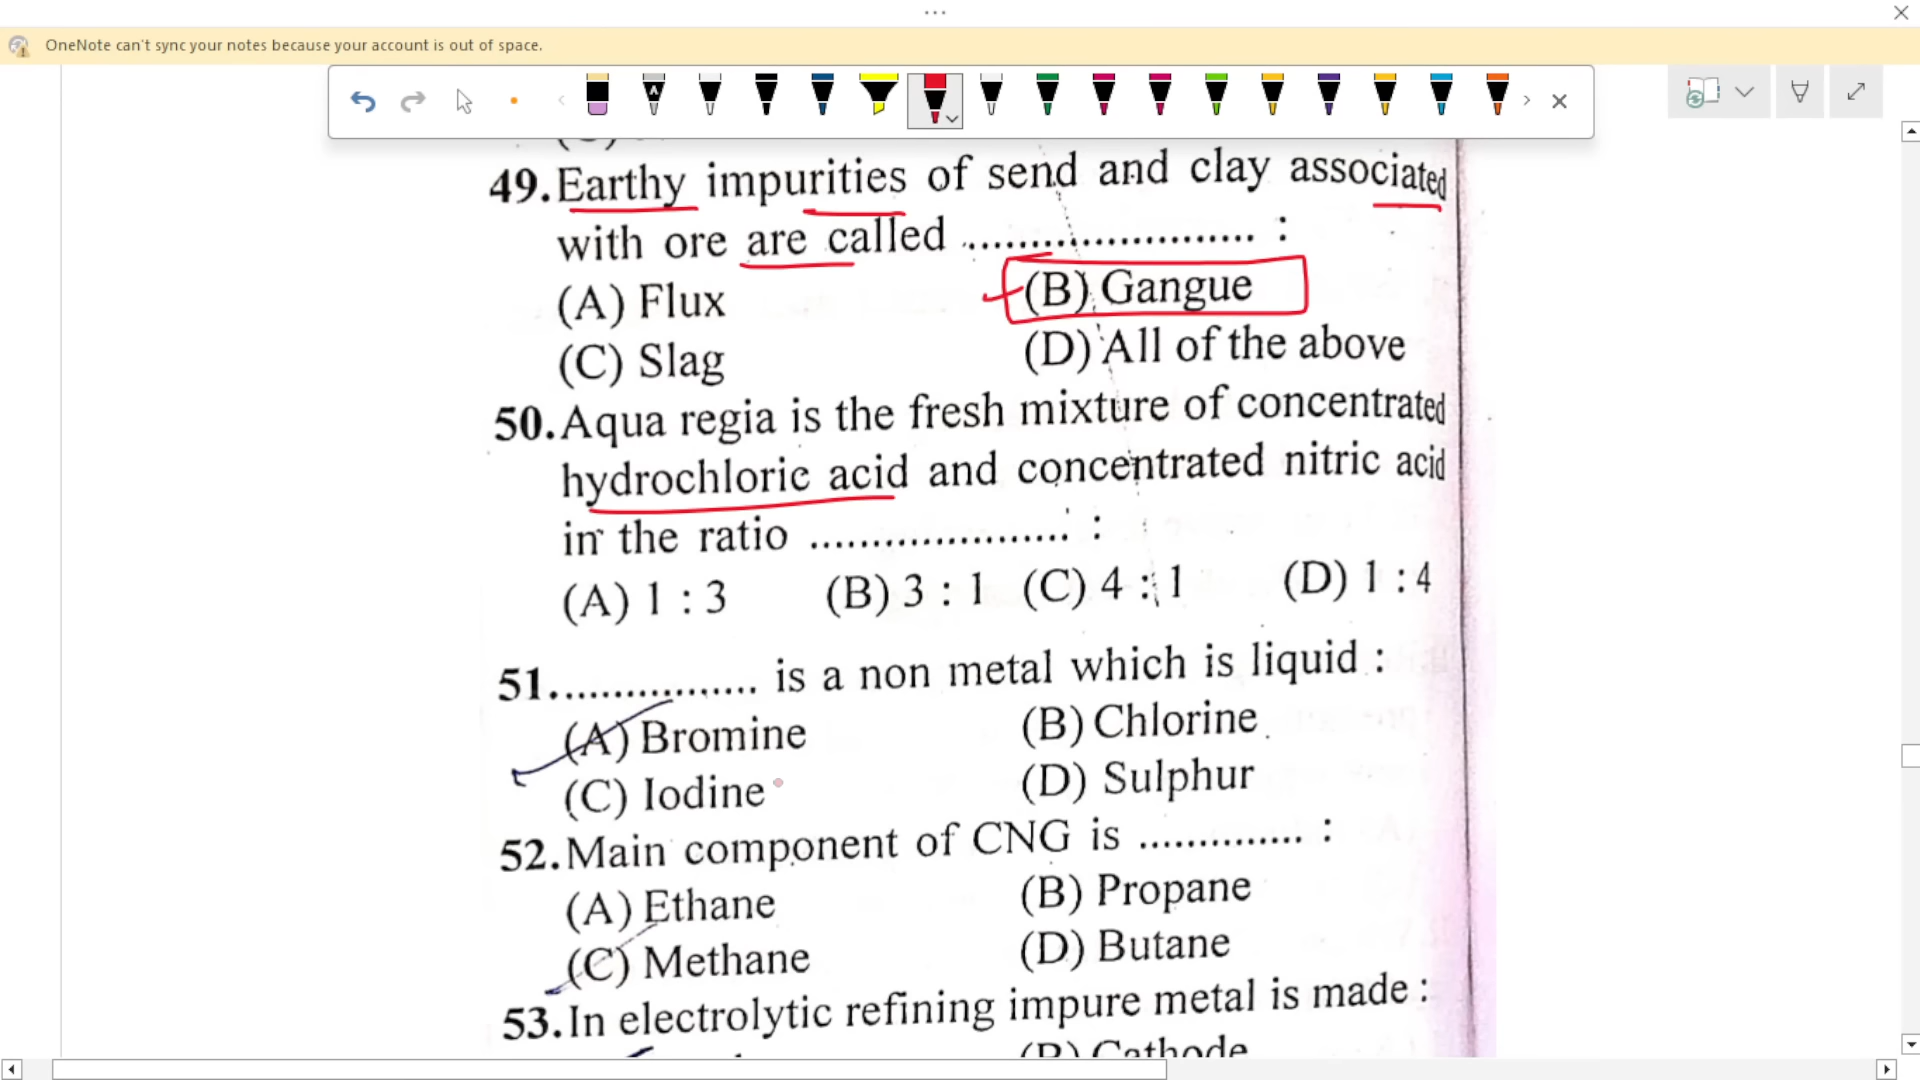 OneNote can't sync your notes because your account is out of space.
49. Earthy impurities of send and clay associated
with ore are called ........................ :
(A) Flux (B) Gangue
(C) Slag (D) All of the above
50. Aqua regia is the fresh mixture of concentrated
hydrochloric acid and concentrated nitric acid
in the ratio ..................... :
(A) 1 : 3 (B) 3 : 1 (C) 4 : 1 (D) 1 : 4
51. ................. is a non metal which is liquid :
(A) Bromine (B) Chlorine
(C) Iodine (D) Sulphur
52. Main component of CNG is .............. :
(A) Ethane (B) Propane
(C) Methane (D) Butane
53. In electrolytic refining impure metal is made :
(B) Cathode